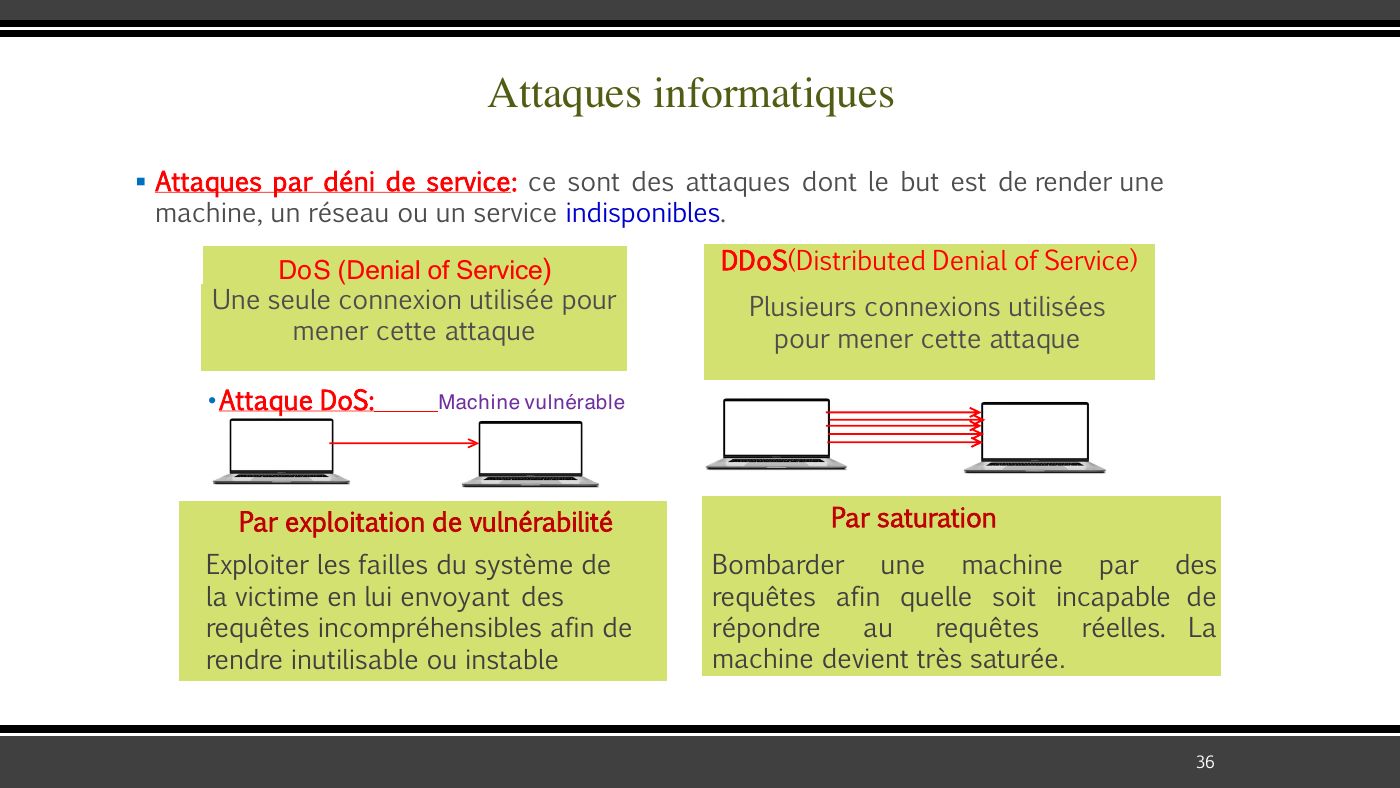 Attaques informatiques
▪ Attaques par déni de service: ce sont des attaques dont le but est de render une
machine, un réseau ou un service indisponibles.
DoS (Denial of Service)
Une seule connexion utilisée pour
mener cette attaque
DDoS(Distributed Denial of Service)
Plusieurs connexions utilisées
pour mener cette attaque
• Attaque DoS: Machine vulnérable
Par exploitation de vulnérabilité
Exploiter les failles du système de
la victime en lui envoyant des
requêtes incompréhensibles afin de
rendre inutilisable ou instable
Par saturation
Bombarder une machine par des
requêtes afin quelle soit incapable de
répondre au requêtes réelles. La
machine devient très saturée.
36